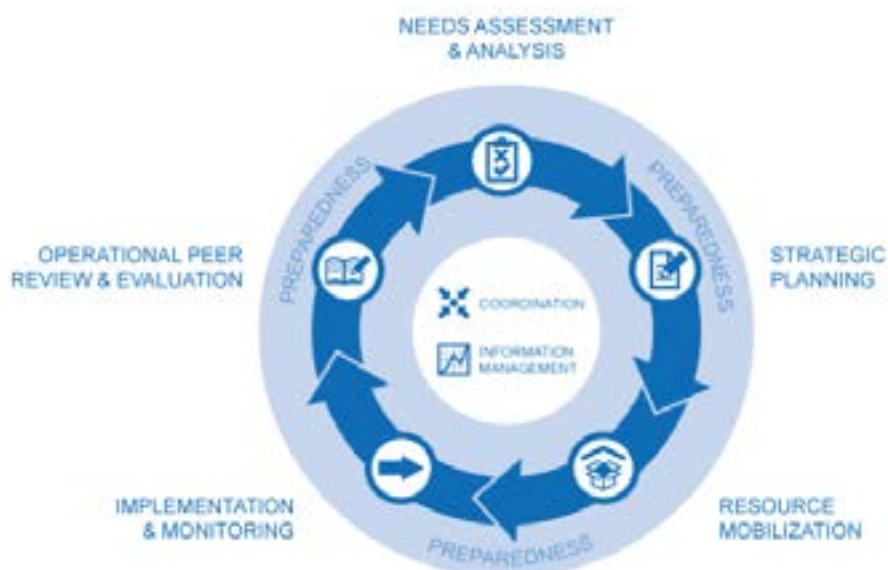 NEEDS ASSESSMENT
& ANALYSIS
PREPAREDNESS
PREPAREDNESS
OPERATIONAL PEER
REVIEW & EVALUATION
STRATEGIC
PLANNING
COORDINATION
INFORMATION
MANAGEMENT
IMPLEMENTATION
& MONITORING
RESOURCE
MOBILIZATION
PREPAREDNESS